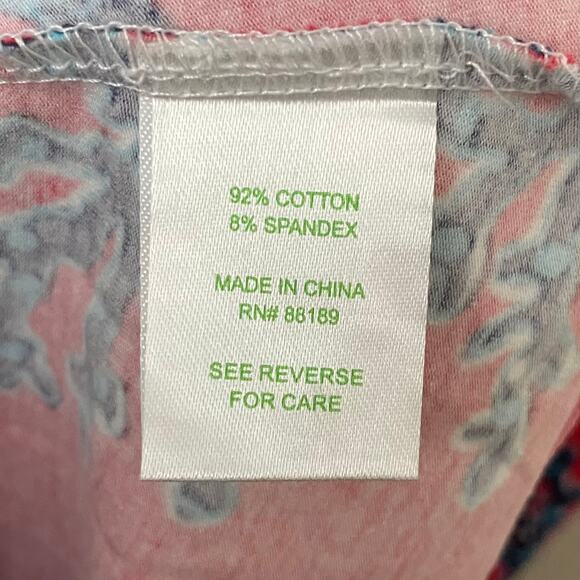 92% COTTON
8% SPANDEX
MADE IN CHINA
RN# 88189
SEE REVERSE
FOR CARE